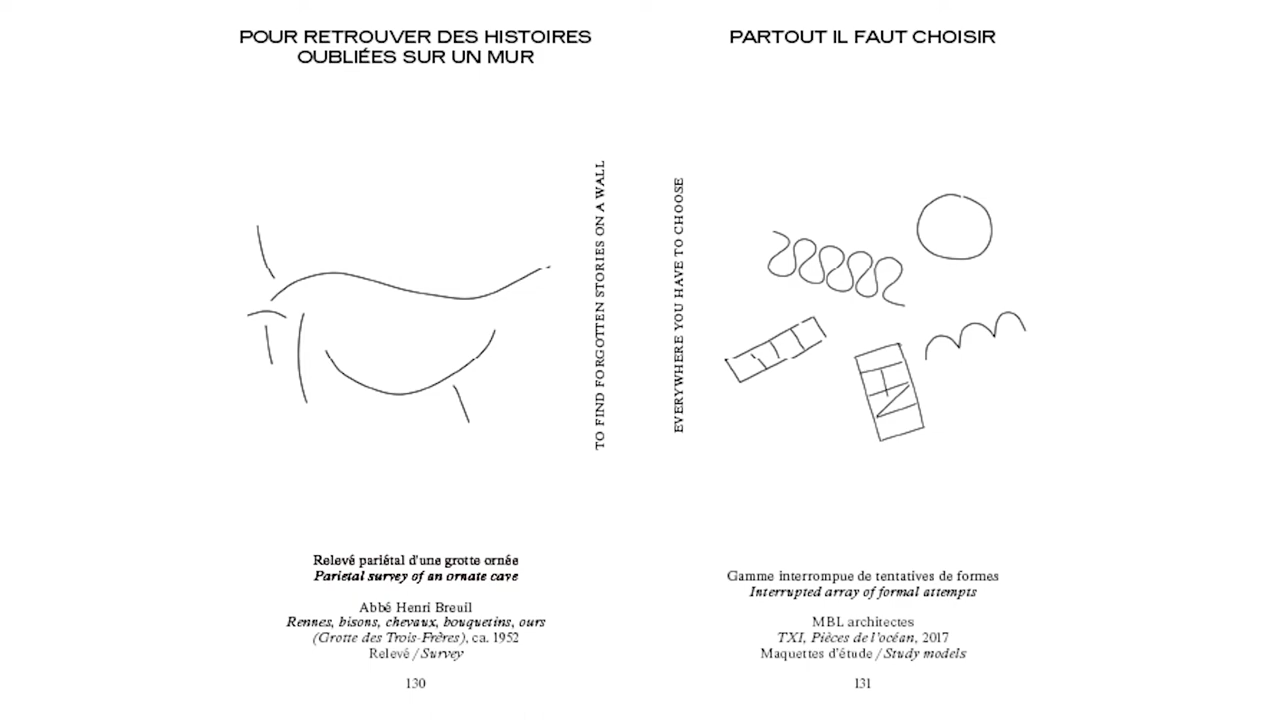 POUR RETROUVER DES HISTOIRES
OUBLIÉES SUR UN MUR
TO FIND FORGOTTEN STORIES ON A WALL
Relevé pariétal d'une grotte ornée
Parietal survey of an ornate cave
Abbé Henri Breuil
Rennes, bisons, chevaux, bouquetins, ours
(Grotte des Trois-Frères), ca. 1952
Relevé / Survey
130
PARTOUT IL FAUT CHOISIR
EVERYWHERE YOU HAVE TO CHOOSE
Gamme interrompue de tentatives de formes
Interrupted array of formal attempts
MBL architectes
TXI, Pièces de l'océan, 2017
Maquettes d'étude / Study models
131